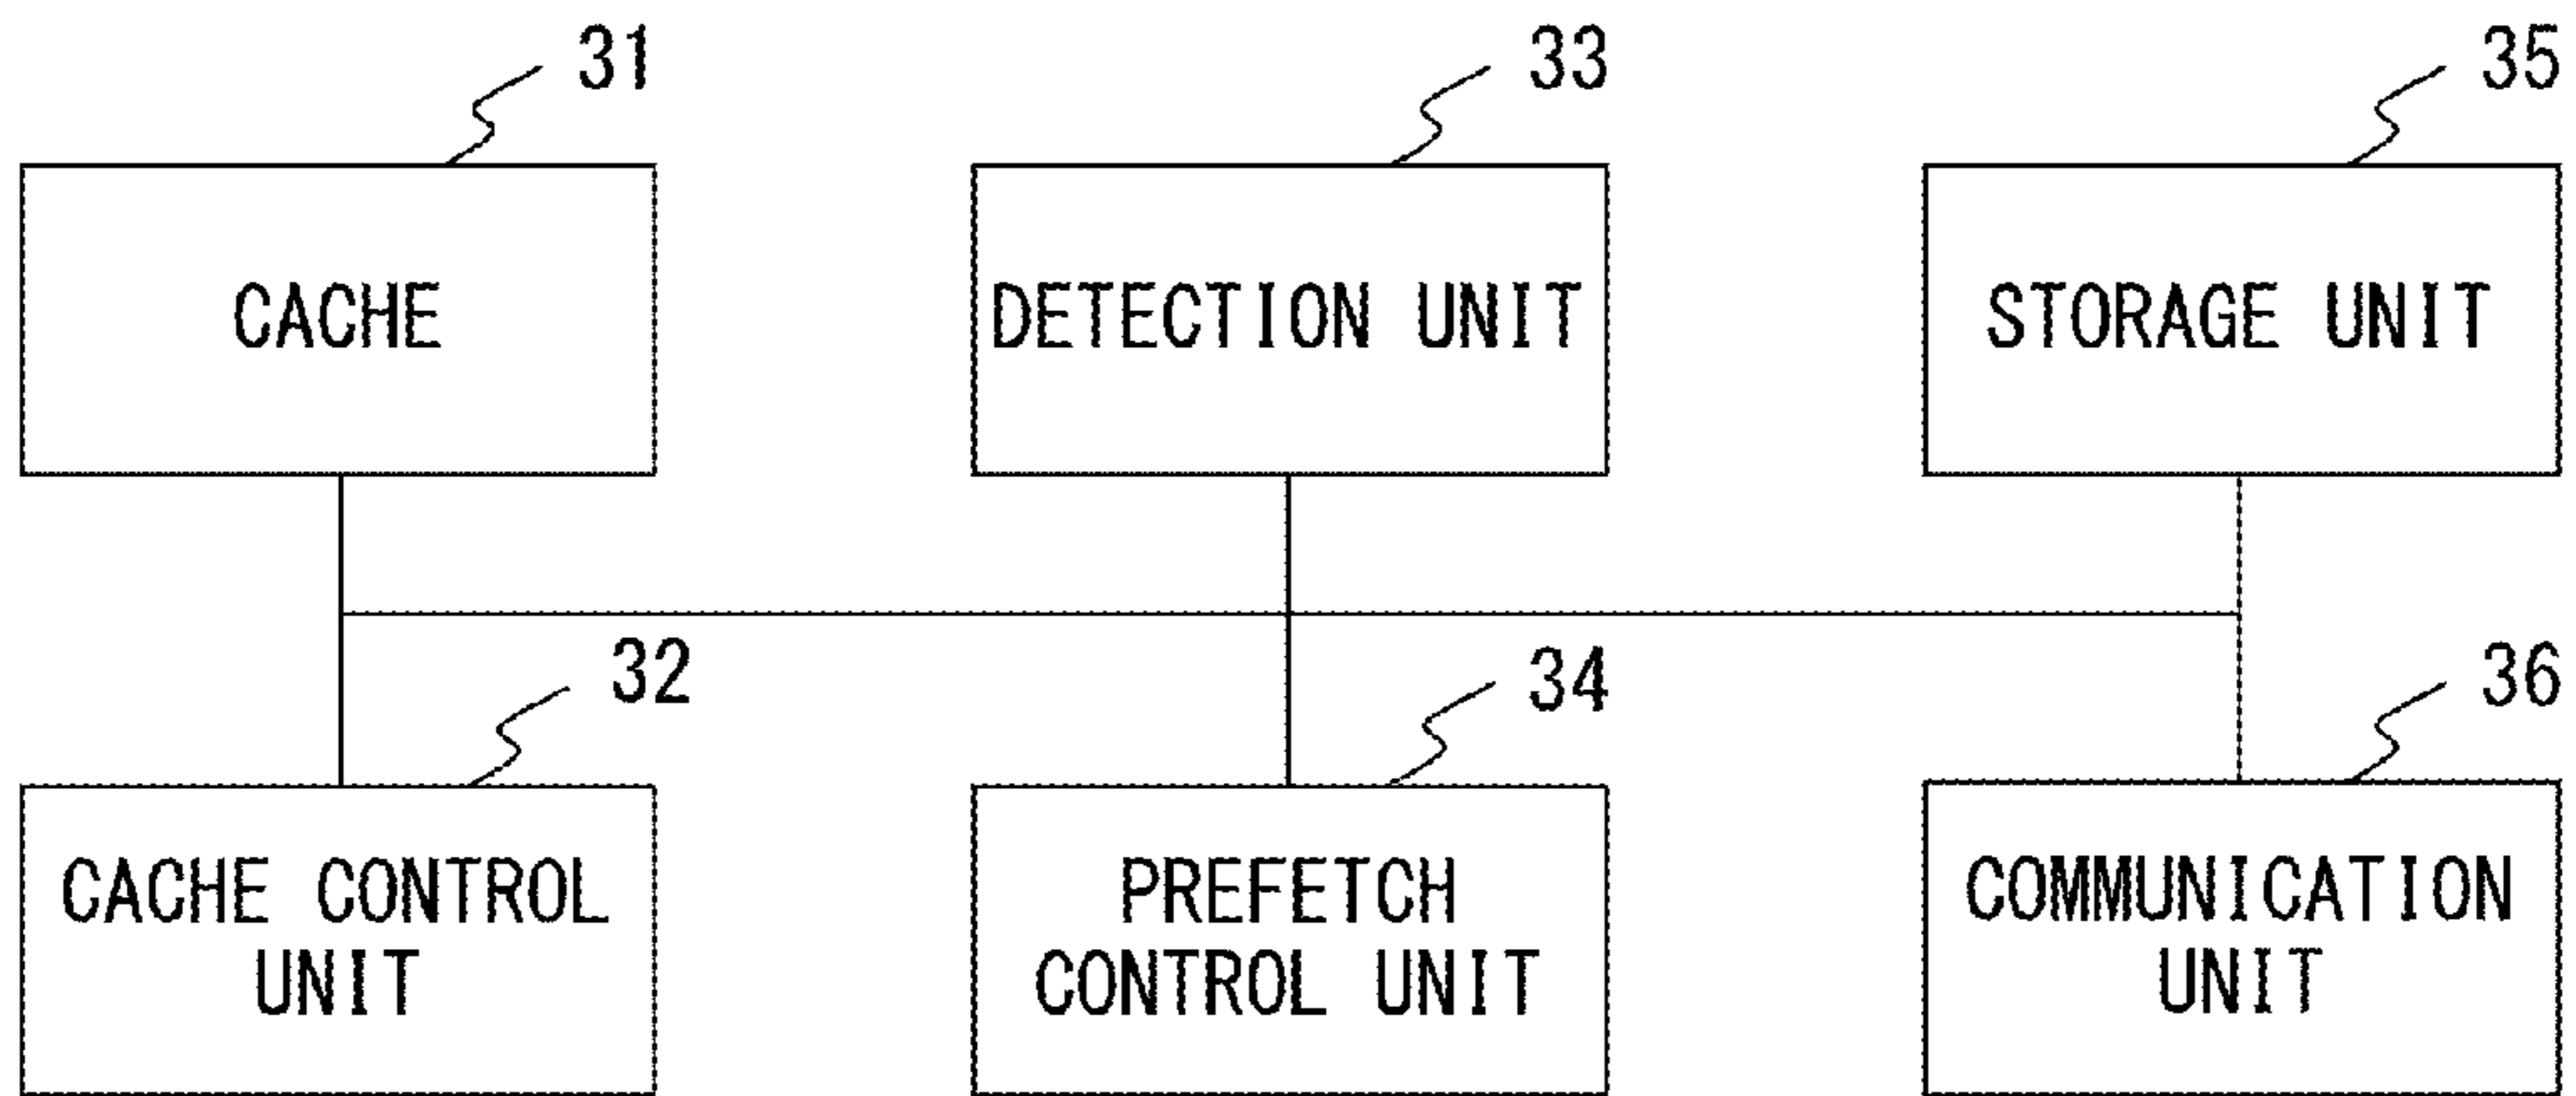 31
CACHE
33
DETECTION UNIT
35
STORAGE UNIT
32
CACHE CONTROL
UNIT
34
PREFETCH
CONTROL UNIT
36
COMMUNICATION
UNIT